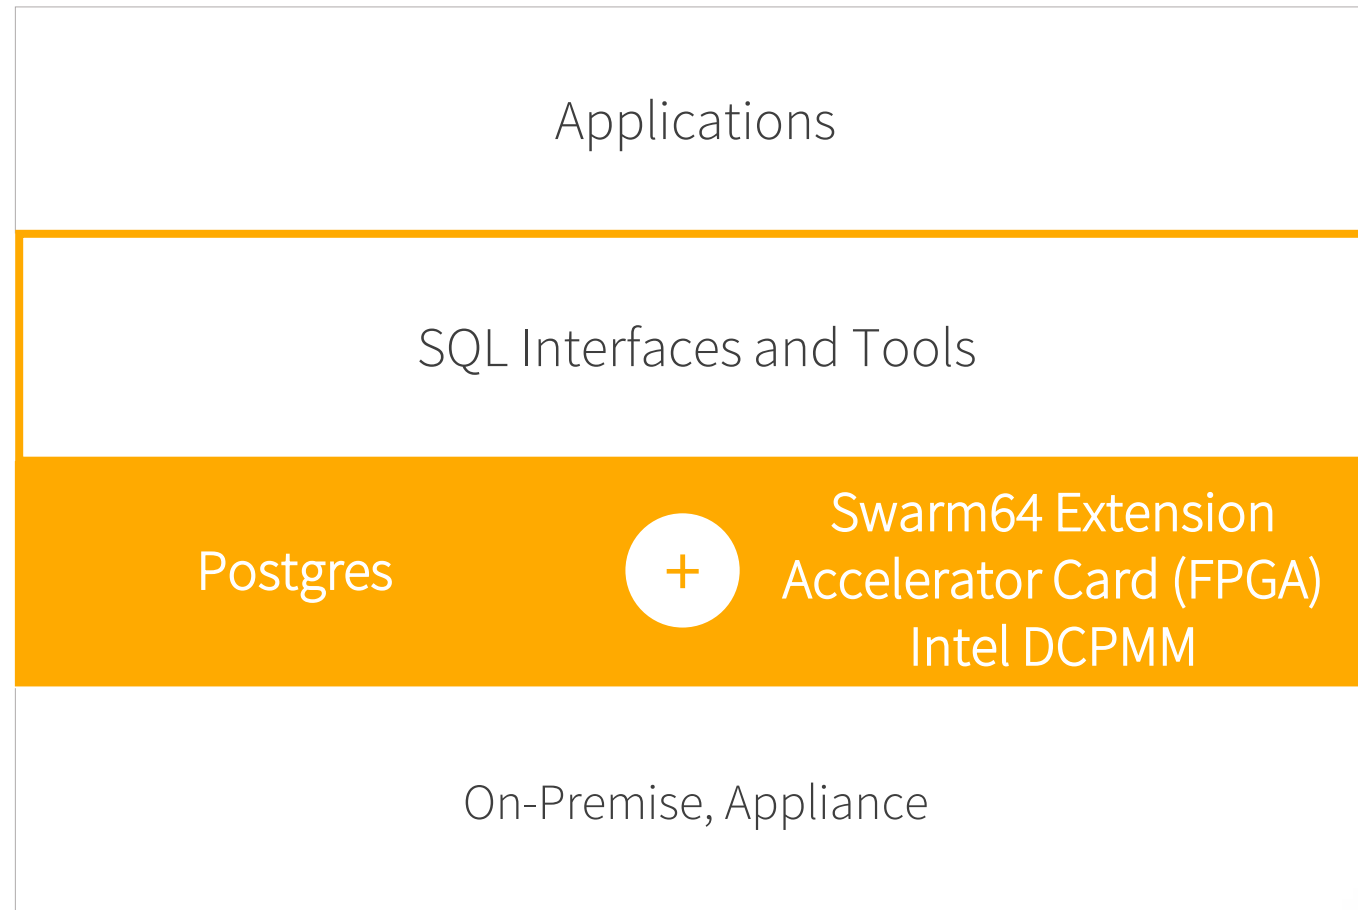 Applications
SQL Interfaces and Tools
Postgres
+
Swarm64 Extension
Accelerator Card (FPGA)
Intel DCPMM
On-Premise, Appliance